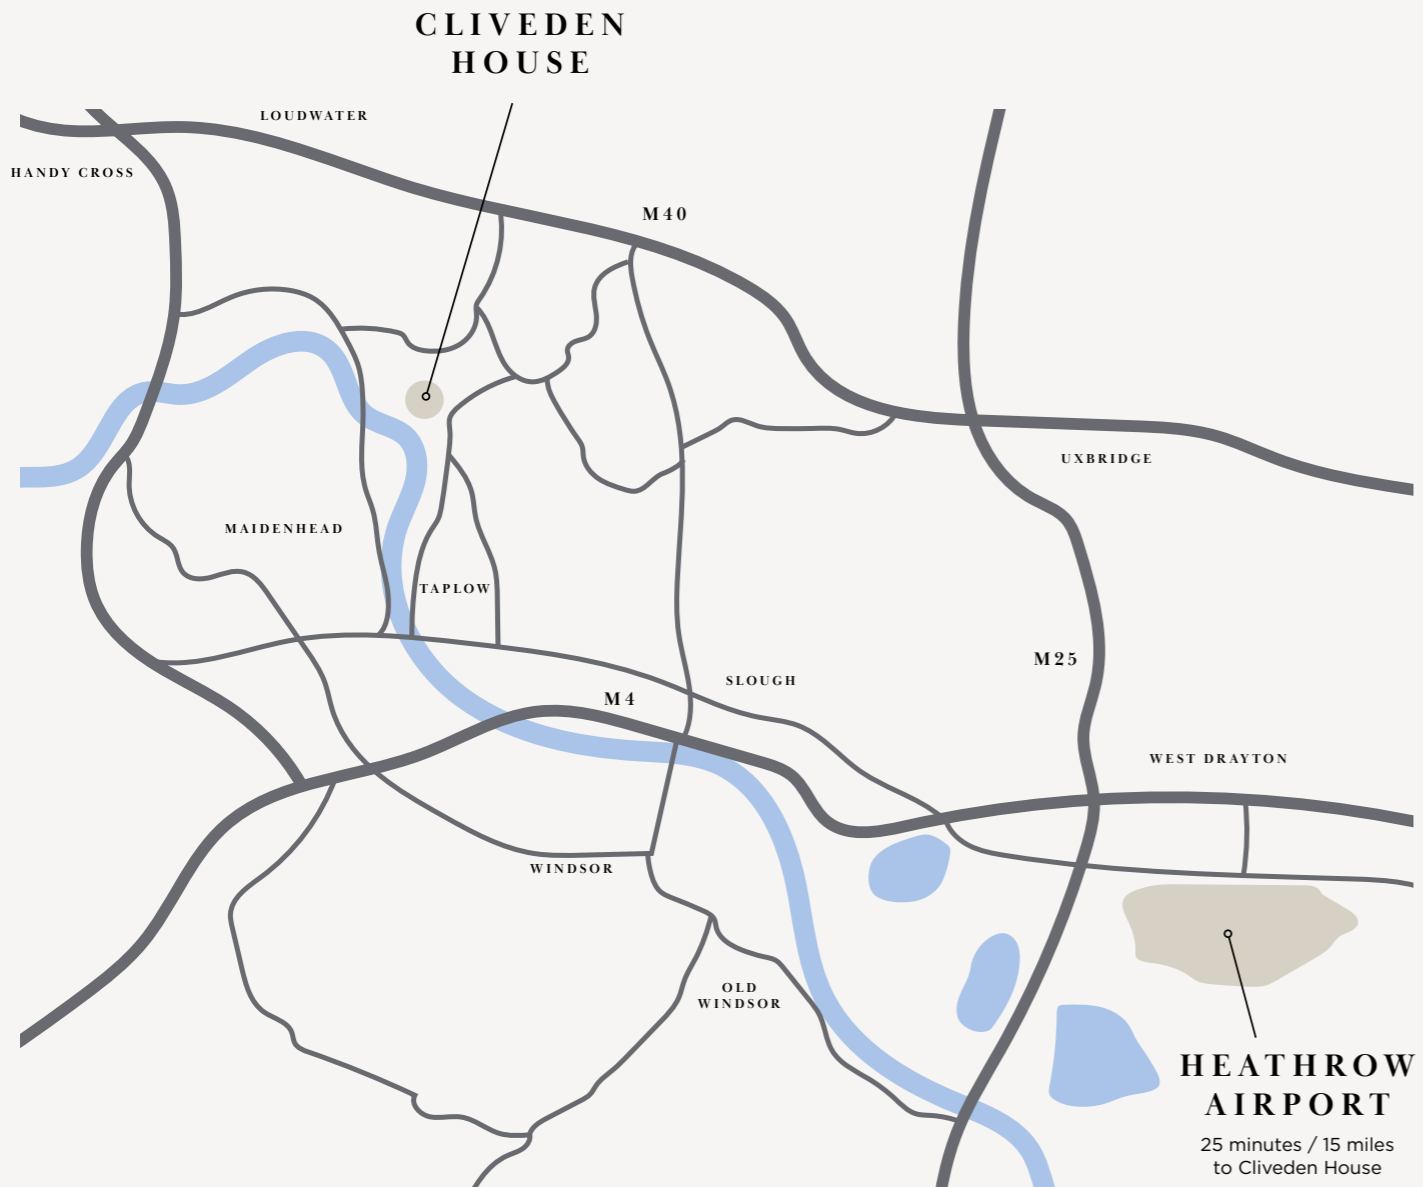 CLIVEDEN
HOUSE
LOUDWATER
HANDY CROSS
M40
UXBRIDGE
MAIDENHEAD
TAPLOW
M25
SLOUGH
M4
WEST DRAYTON
WINDSOR
OLD
WINDSOR
HEATHROW
AIRPORT
25 minutes / 15 miles
to Cliveden House